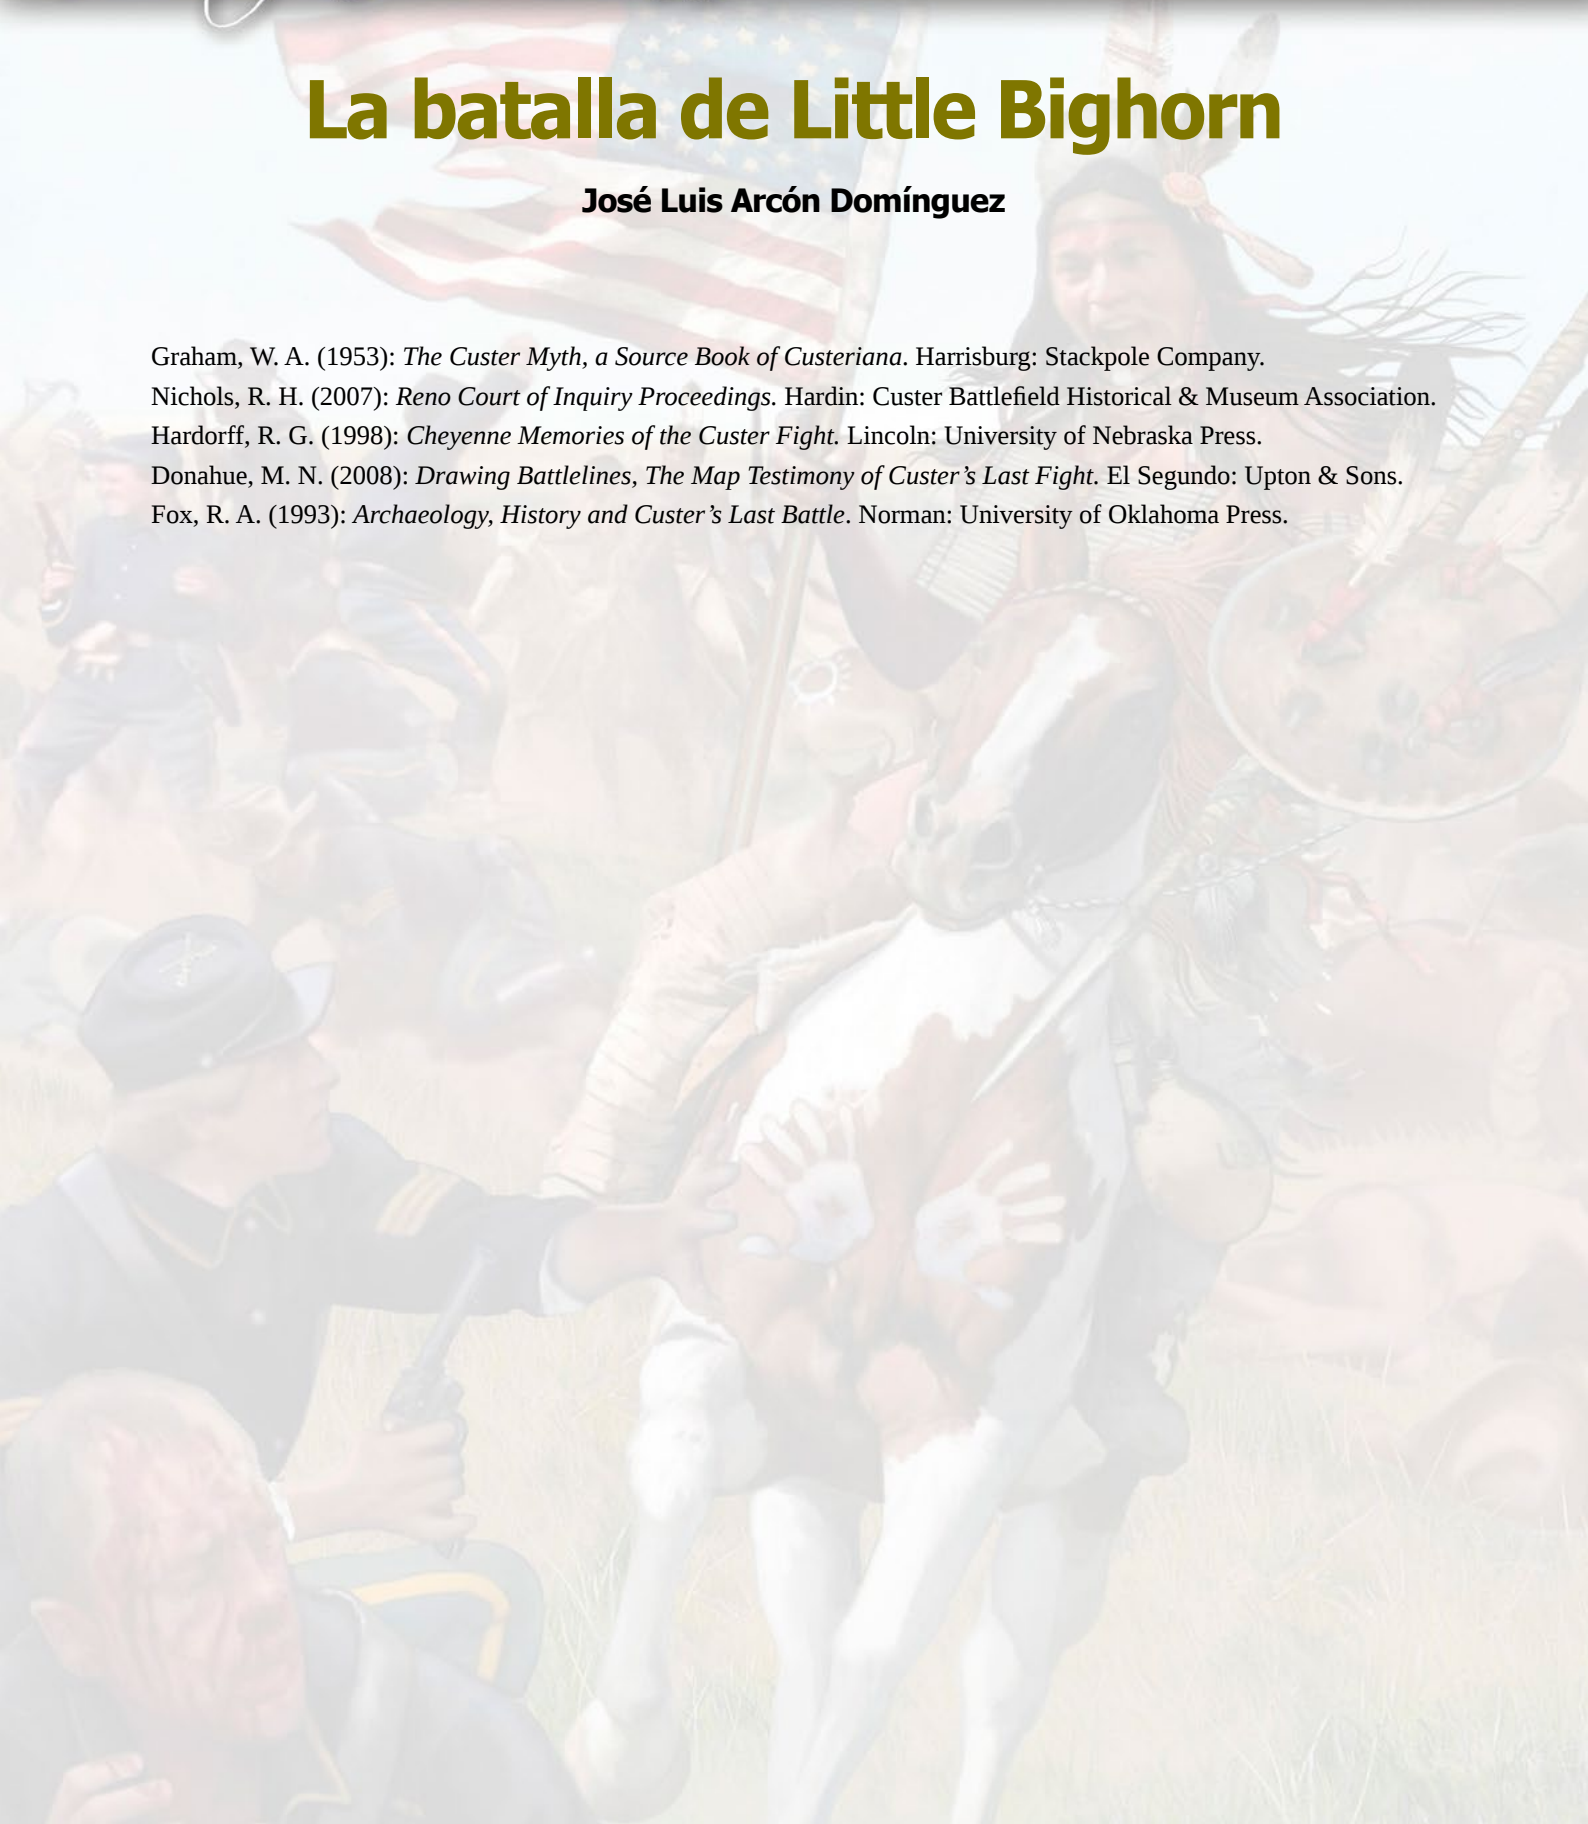 La batalla de Little Bighorn
José Luis Arcón Domínguez
Graham, W. A. (1953): The Custer Myth, a Source Book of Custeriana. Harrisburg: Stackpole Company.
Nichols, R. H. (2007): Reno Court of Inquiry Proceedings. Hardin: Custer Battlefield Historical & Museum Association.
Hardorff, R. G. (1998): Cheyenne Memories of the Custer Fight. Lincoln: University of Nebraska Press.
Donahue, M. N. (2008): Drawing Battlelines, The Map Testimony of Custer’s Last Fight. El Segundo: Upton & Sons.
Fox, R. A. (1993): Archaeology, History and Custer’s Last Battle. Norman: University of Oklahoma Press.